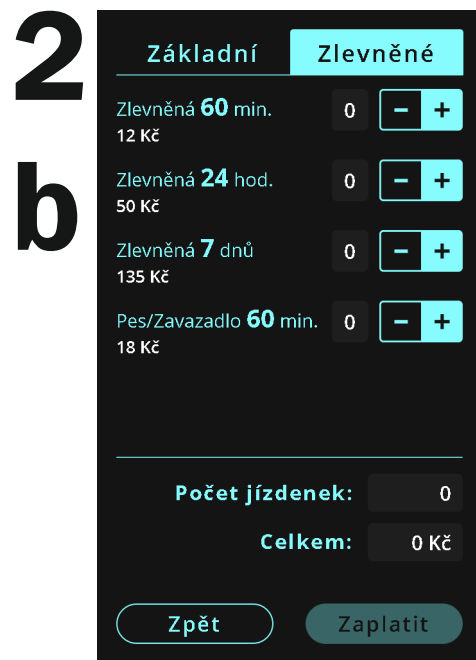 2
b
Základní Zlevněné
Zlevněná 60 min. 0 − +
12 Kč
Zlevněná 24 hod. 0 − +
50 Kč
Zlevněná 7 dnů 0 − +
135 Kč
Pes/Zavazadlo 60 min. 0 − +
18 Kč
Počet jízdenek: 0
Celkem: 0 Kč
Zpět Zaplatit